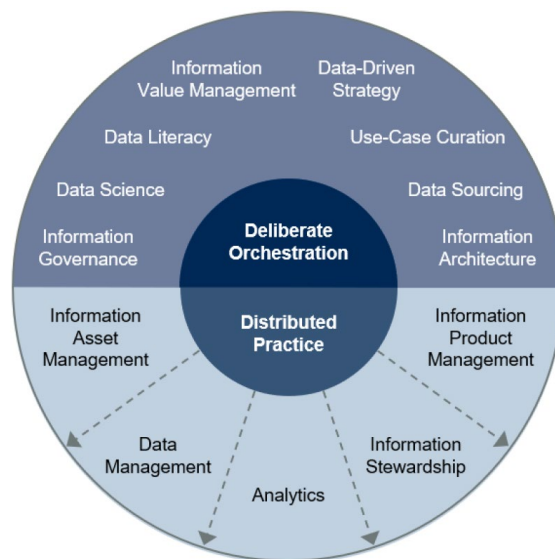 Information
Value Management
Data-Driven
Strategy
Data Literacy
Use-Case Curation
Data Science
Data Sourcing
Information
Governance
Deliberate
Orchestration
Information
Architecture
Information
Asset
Management
Distributed
Practice
Information
Product
Management
Data
Management
Analytics
Information
Stewardship